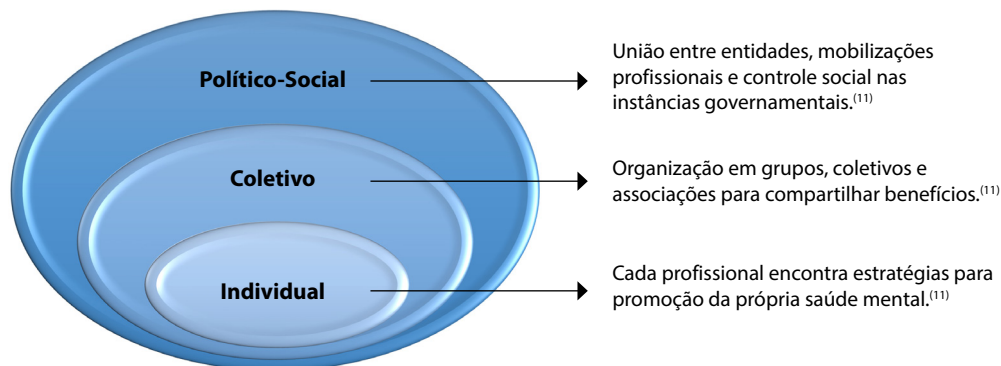 Político-Social
União entre entidades, mobilizações
profissionais e controle social nas
instâncias governamentais.(11)
Coletivo
Organização em grupos, coletivos e
associações para compartilhar benefícios.(11)
Individual
Cada profissional encontra estratégias para
promoção da própria saúde mental.(11)